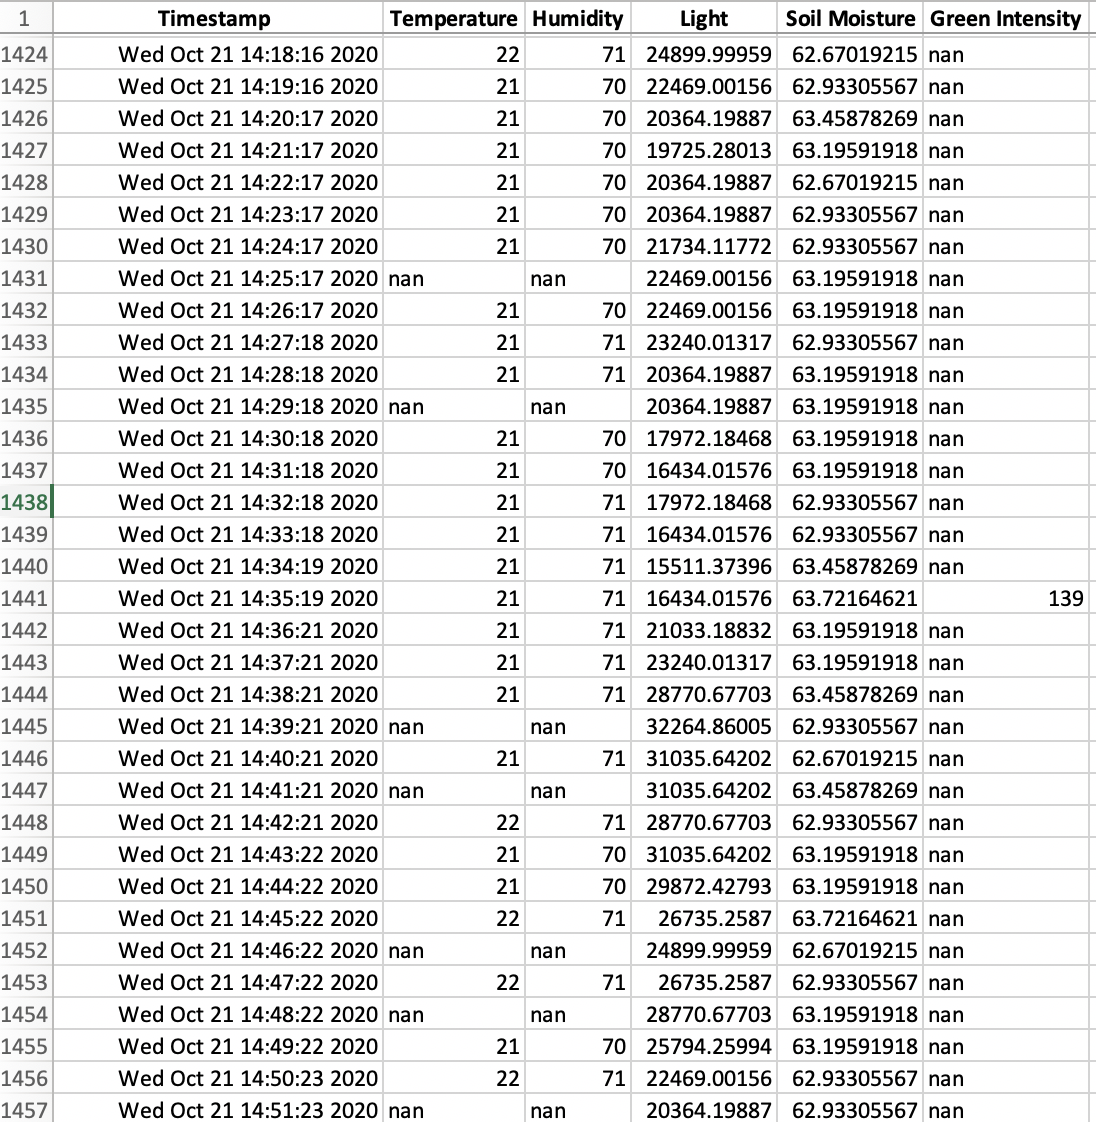 1 Timestamp Temperature Humidity Light Soil Moisture Green Intensity
1424 Wed Oct 21 14:18:16 2020 22 71 24899.99959 62.67019215 nan
1425 Wed Oct 21 14:19:16 2020 21 70 22469.00156 62.93305567 nan
1426 Wed Oct 21 14:20:17 2020 21 70 20364.19887 63.45878269 nan
1427 Wed Oct 21 14:21:17 2020 21 70 19725.28013 63.19591918 nan
1428 Wed Oct 21 14:22:17 2020 21 70 20364.19887 62.67019215 nan
1429 Wed Oct 21 14:23:17 2020 21 70 20364.19887 62.93305567 nan
1430 Wed Oct 21 14:24:17 2020 21 70 21734.11772 62.93305567 nan
1431 Wed Oct 21 14:25:17 2020 nan nan 22469.00156 63.19591918 nan
1432 Wed Oct 21 14:26:17 2020 21 70 22469.00156 63.19591918 nan
1433 Wed Oct 21 14:27:18 2020 21 71 23240.01317 62.93305567 nan
1434 Wed Oct 21 14:28:18 2020 21 71 20364.19887 63.19591918 nan
1435 Wed Oct 21 14:29:18 2020 nan nan 20364.19887 63.19591918 nan
1436 Wed Oct 21 14:30:18 2020 21 70 17972.18468 63.19591918 nan
1437 Wed Oct 21 14:31:18 2020 21 70 16434.01576 63.19591918 nan
1438 Wed Oct 21 14:32:18 2020 21 71 17972.18468 62.93305567 nan
1439 Wed Oct 21 14:33:18 2020 21 71 16434.01576 62.93305567 nan
1440 Wed Oct 21 14:34:19 2020 21 71 15511.37396 63.45878269 nan
1441 Wed Oct 21 14:35:19 2020 21 71 16434.01576 63.72164621 139
1442 Wed Oct 21 14:36:21 2020 21 71 21033.18832 63.19591918 nan
1443 Wed Oct 21 14:37:21 2020 21 71 23240.01317 63.19591918 nan
1444 Wed Oct 21 14:38:21 2020 21 71 28770.67703 63.45878269 nan
1445 Wed Oct 21 14:39:21 2020 nan nan 32264.86005 62.93305567 nan
1446 Wed Oct 21 14:40:21 2020 21 71 31035.64202 62.67019215 nan
1447 Wed Oct 21 14:41:21 2020 nan nan 31035.64202 63.45878269 nan
1448 Wed Oct 21 14:42:21 2020 22 71 28770.67703 62.93305567 nan
1449 Wed Oct 21 14:43:22 2020 21 70 31035.64202 63.19591918 nan
1450 Wed Oct 21 14:44:22 2020 21 70 29872.42793 63.19591918 nan
1451 Wed Oct 21 14:45:22 2020 22 71 26735.2587 63.72164621 nan
1452 Wed Oct 21 14:46:22 2020 nan nan 24899.99959 62.67019215 nan
1453 Wed Oct 21 14:47:22 2020 22 71 26735.2587 62.93305567 nan
1454 Wed Oct 21 14:48:22 2020 nan nan 28770.67703 63.19591918 nan
1455 Wed Oct 21 14:49:22 2020 21 70 25794.25994 63.19591918 nan
1456 Wed Oct 21 14:50:23 2020 22 71 22469.00156 62.93305567 nan
1457 Wed Oct 21 14:51:23 2020 nan nan 20364.19887 62.93305567 nan